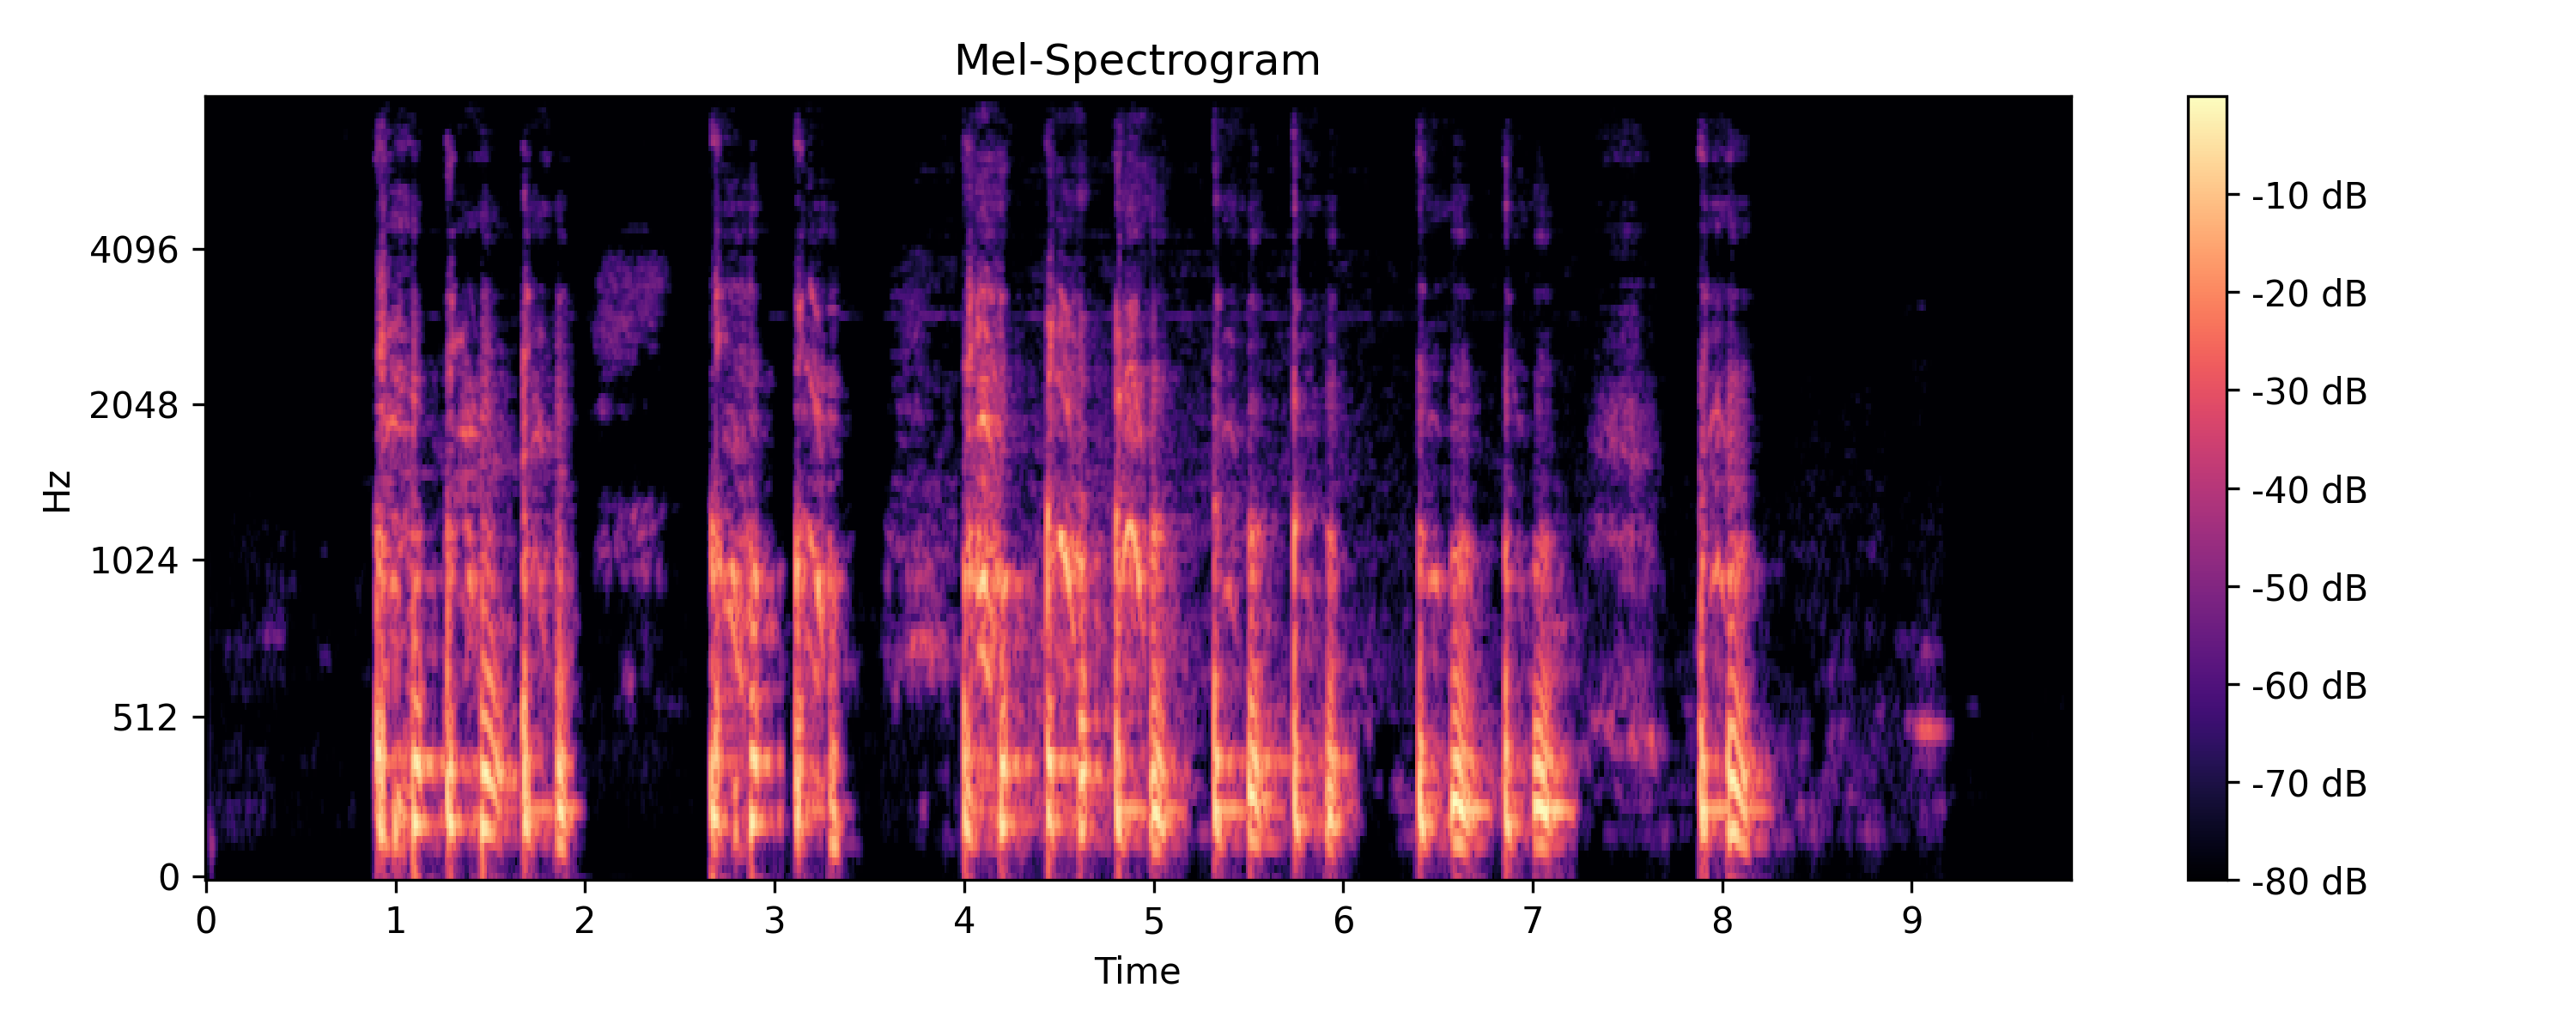 Mel-Spectrogram
Hz
4096
2048
1024
512
0
0 1 2 3 4 5 6 7 8 9
Time
-10 dB
-20 dB
-30 dB
-40 dB
-50 dB
-60 dB
-70 dB
-80 dB